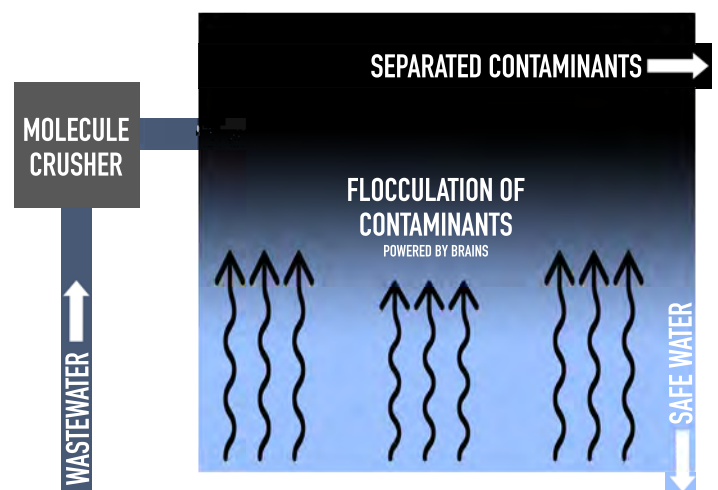 SEPARATED CONTAMINANTS
MOLECULE
CRUSHER
FLOCCULATION OF
CONTAMINANTS
POWERED BY BRAINS
WASTEWATER
SAFE WATER